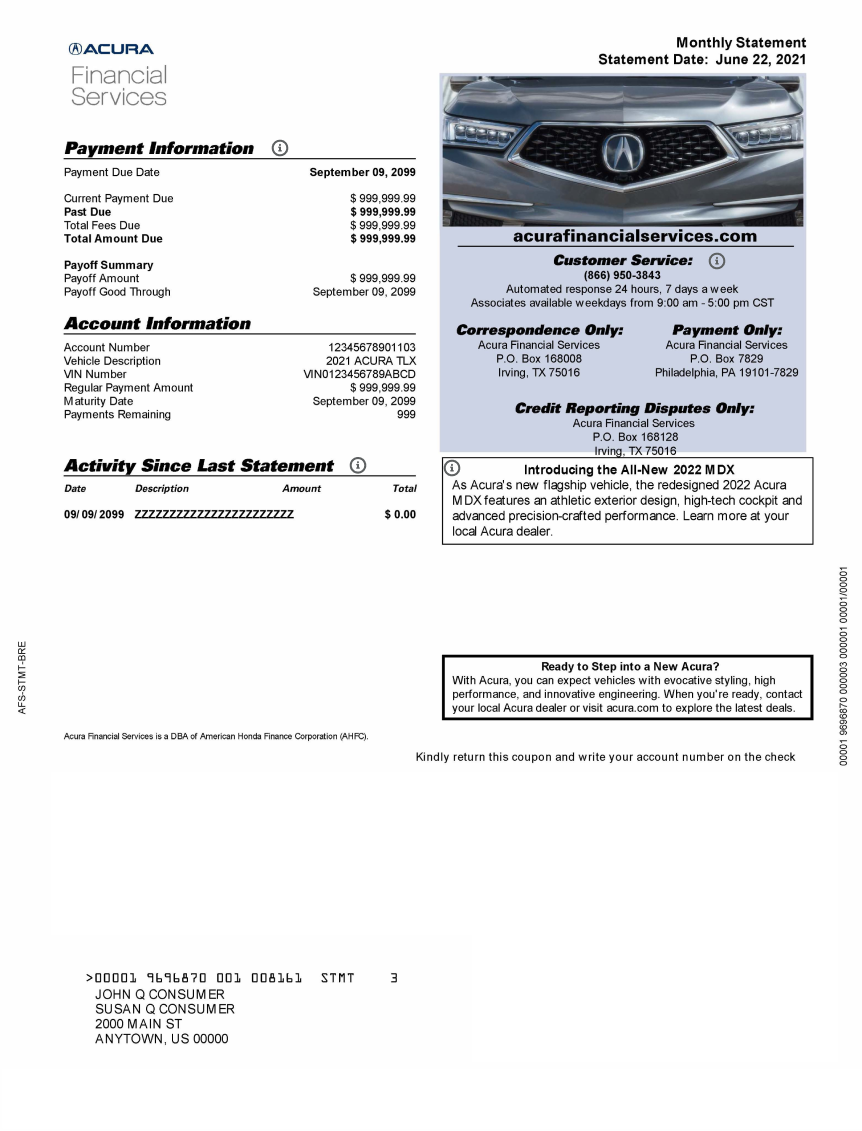 ACURA
Financial
Services
Monthly Statement
Statement Date: June 22, 2021
Payment Information
Payment Due Date September 09, 2099
Current Payment Due $ 999,999.99
Past Due $ 999,999.99
Total Fees Due $ 999,999.99
Total Amount Due $ 999,999.99
Payoff Summary
Payoff Amount $ 999,999.99
Payoff Good Through September 09, 2099
Account Information
Account Number 12345678901103
Vehicle Description 2021 ACURA TLX
VIN Number VIN0123456789ABCD
Regular Payment Amount $ 999,999.99
Maturity Date September 09, 2099
Payments Remaining 999
Activity Since Last Statement
Date Description Amount Total
09/09/2099 ZZZZZZZZZZZZZZZZZZZZZZZ $ 0.00
acurafinancialservices.com
Customer Service:
(866) 950-3843
Automated response 24 hours, 7 days a week
Associates available weekdays from 9:00 am - 5:00 pm CST
Correspondence Only:
Acura Financial Services
P.O. Box 168008
Irving, TX 75016
Payment Only:
Acura Financial Services
P.O. Box 7829
Philadelphia, PA 19101-7829
Credit Reporting Disputes Only:
Acura Financial Services
P.O. Box 168128
Irving, TX 75016
Introducing the All-New 2022 MDX
As Acura's new flagship vehicle, the redesigned 2022 Acura
MDX features an athletic exterior design, high-tech cockpit and
advanced precision-crafted performance. Learn more at your
local Acura dealer.
Ready to Step into a New Acura?
With Acura, you can expect vehicles with evocative styling, high
performance, and innovative engineering. When you're ready, contact
your local Acura dealer or visit acura.com to explore the latest deals.
AFS-STMT-BRE
00001 9696870 000003 000001 00001/00001
Acura Financial Services is a DBA of American Honda Finance Corporation (AHFC).
Kindly return this coupon and write your account number on the check
>00001 9696870 001 008161 STMT 3
JOHN Q CONSUMER
SUSAN Q CONSUMER
2000 MAIN ST
ANYTOWN, US 00000